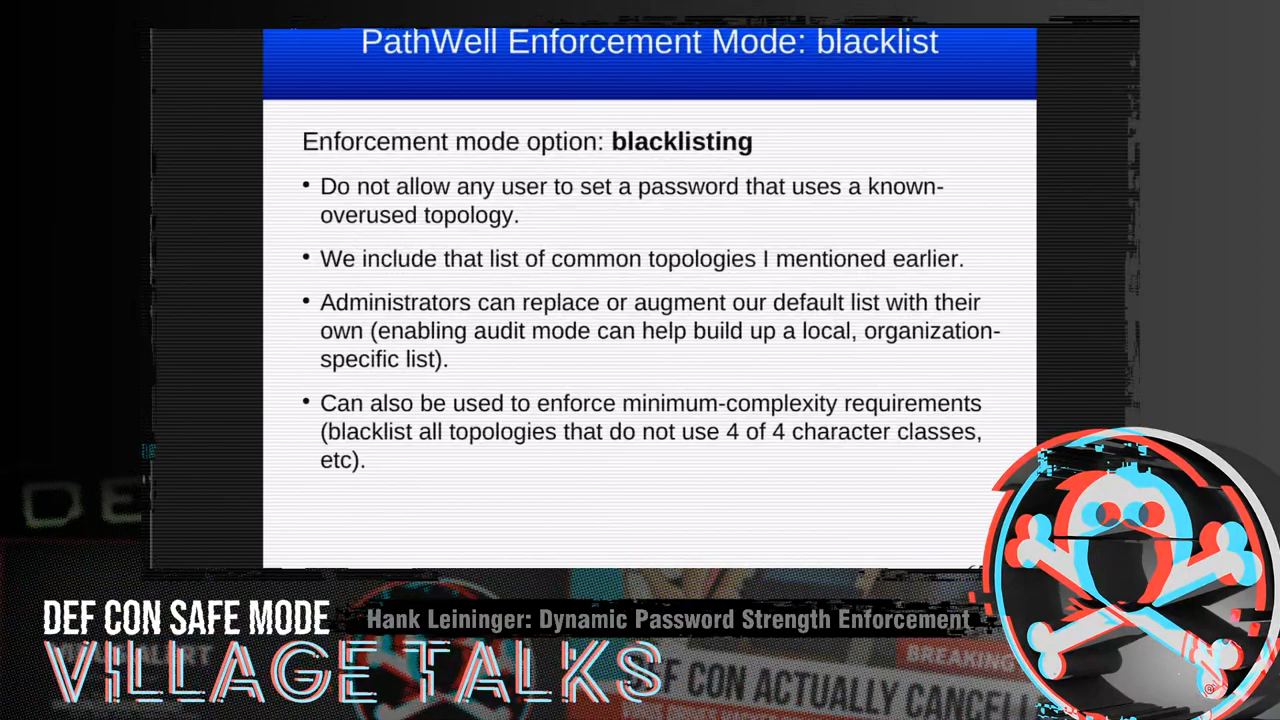 PathWell Enforcement Mode: blacklist
Enforcement mode option: blacklisting
• Do not allow any user to set a password that uses a known-
overused topology.
• We include that list of common topologies I mentioned earlier.
• Administrators can replace or augment our default list with their
own (enabling audit mode can help build up a local, organization-
specific list).
• Can also be used to enforce minimum-complexity requirements
(blacklist all topologies that do not use 4 of 4 character classes,
etc).
DEF CON SAFE MODE
Hank Leininger: Dynamic Password Strength Enforcement
VILLAGE TALKS
BREAKING
DEF CON ACTUALLY